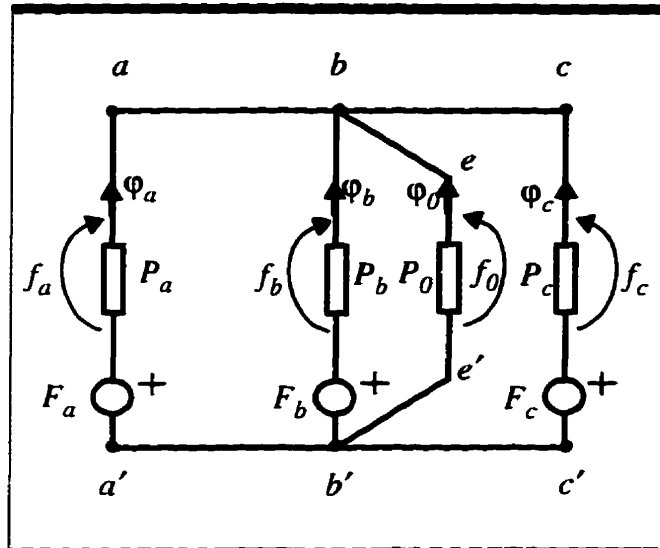 a b c
e
φa φb φ0 φc
fa Pa fb Pb P0 f0 Pc fc
e'
Fa + Fb + Fc +
a' b' c'